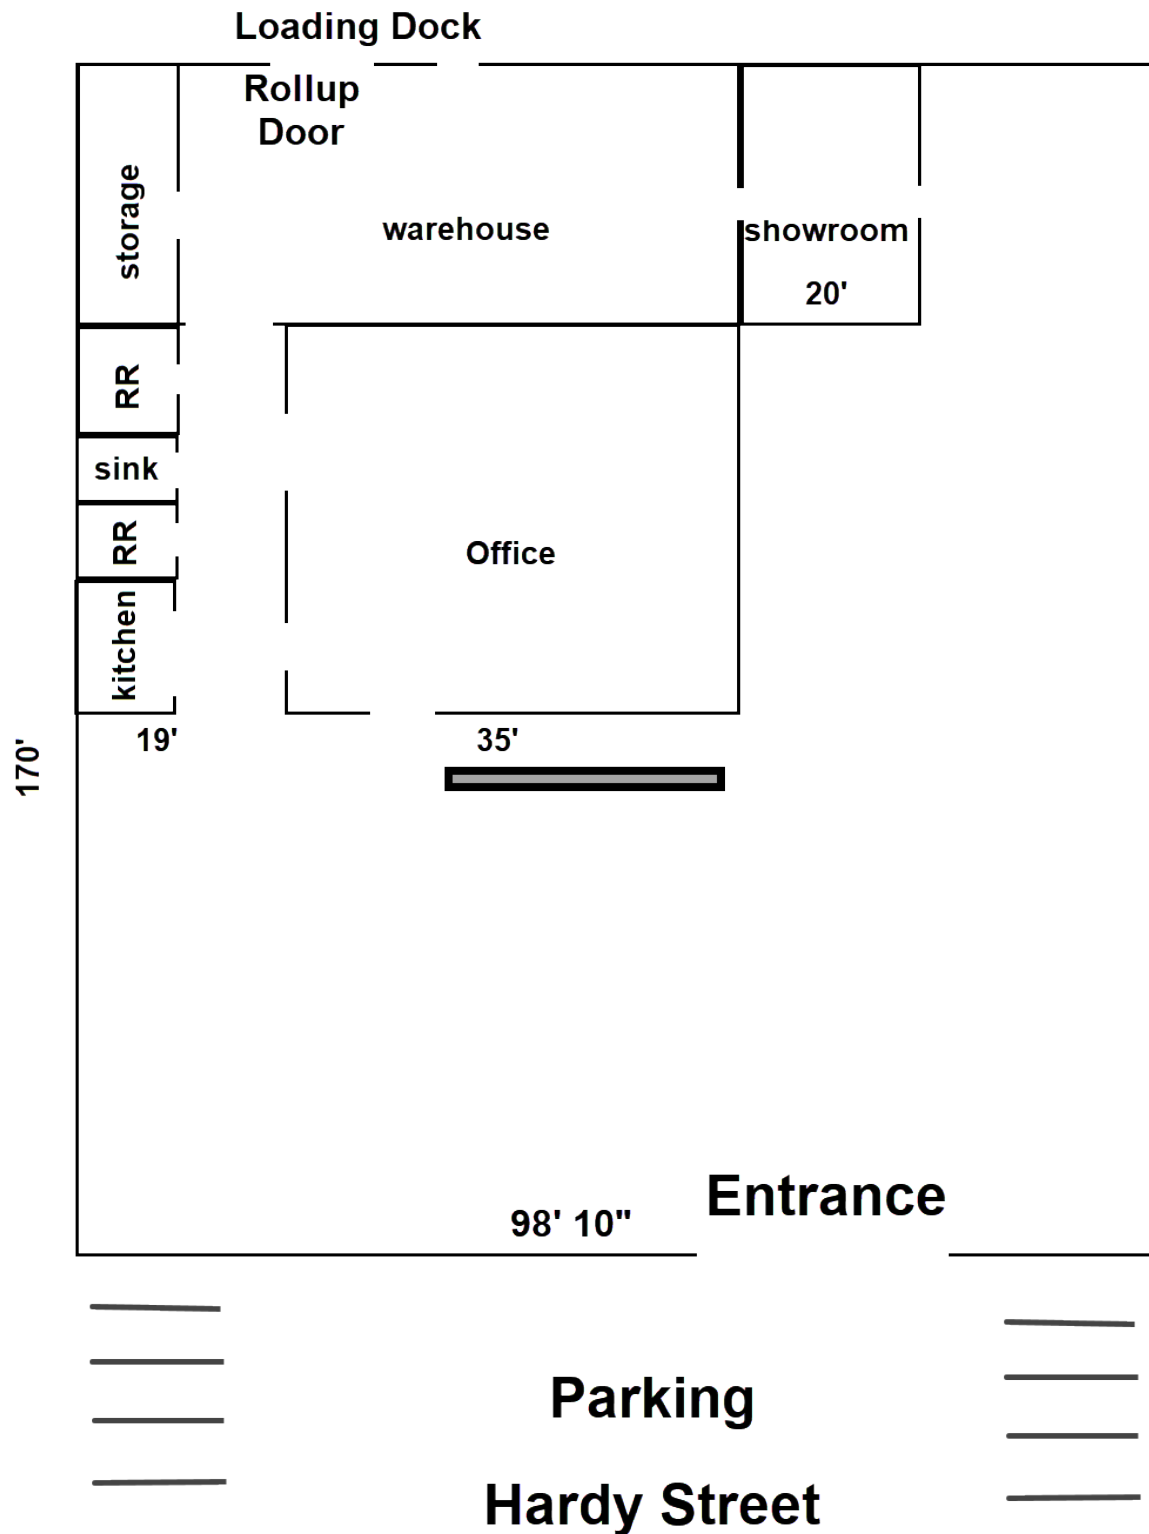 Loading Dock
Rollup
Door
storage
warehouse
showroom
20'
RR
sink
RR
Office
kitchen
19'
35'
170'
Entrance
98' 10"
Parking
Hardy Street